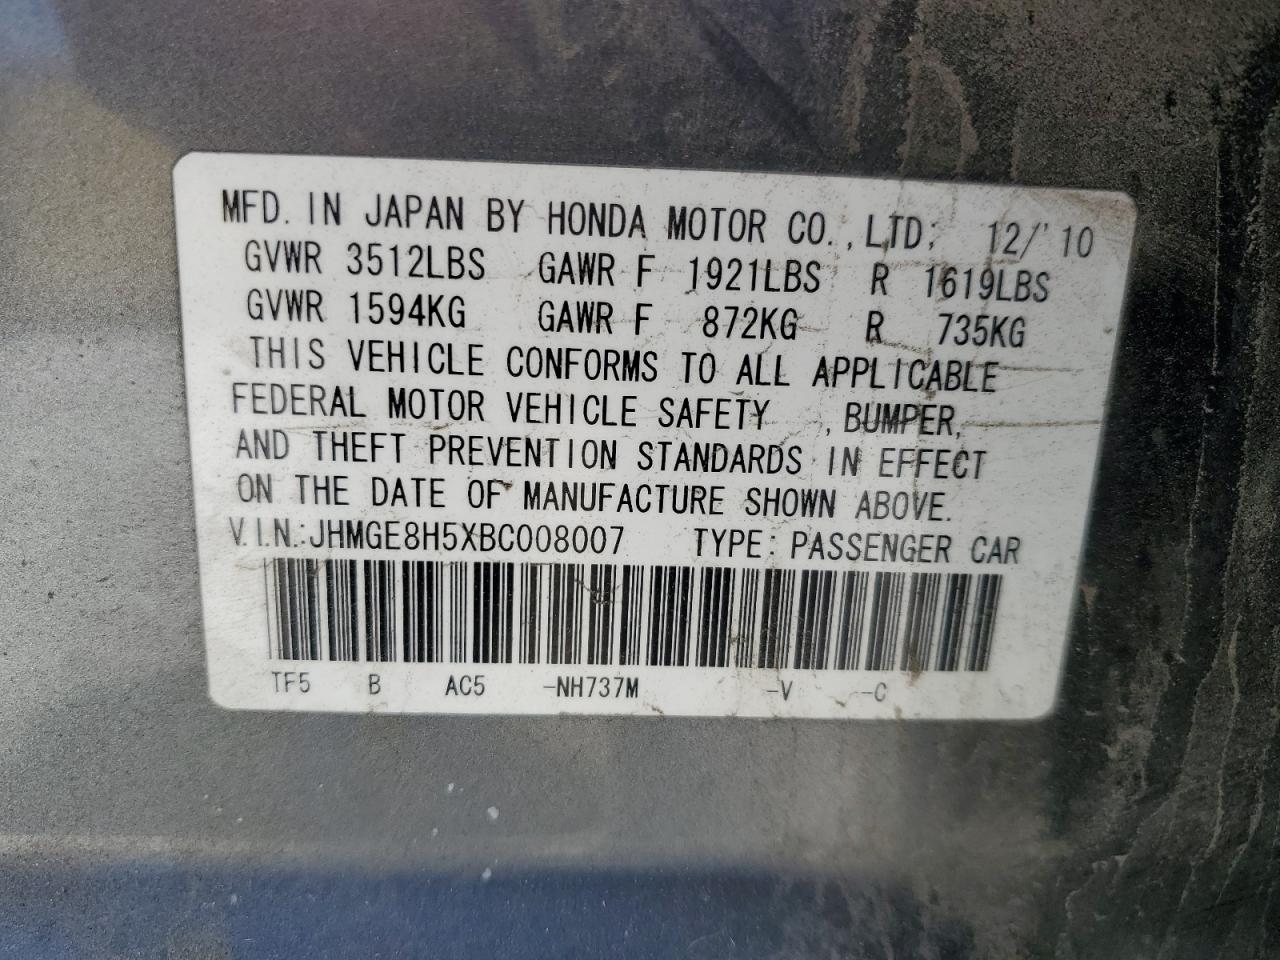 MFD. IN JAPAN BY HONDA MOTOR CO., LTD. 12/'10
GVWR 3512LBS GAWR F 1921LBS R 1619LBS
GVWR 1594KG GAWR F 872KG R 735KG
THIS VEHICLE CONFORMS TO ALL APPLICABLE
FEDERAL MOTOR VEHICLE SAFETY , BUMPER,
AND THEFT PREVENTION STANDARDS IN EFFECT
ON THE DATE OF MANUFACTURE SHOWN ABOVE.
V.I.N.:JHMGE8H5XBC008007 TYPE: PASSENGER CAR
TF5 B AC5 -NH737M -V -C